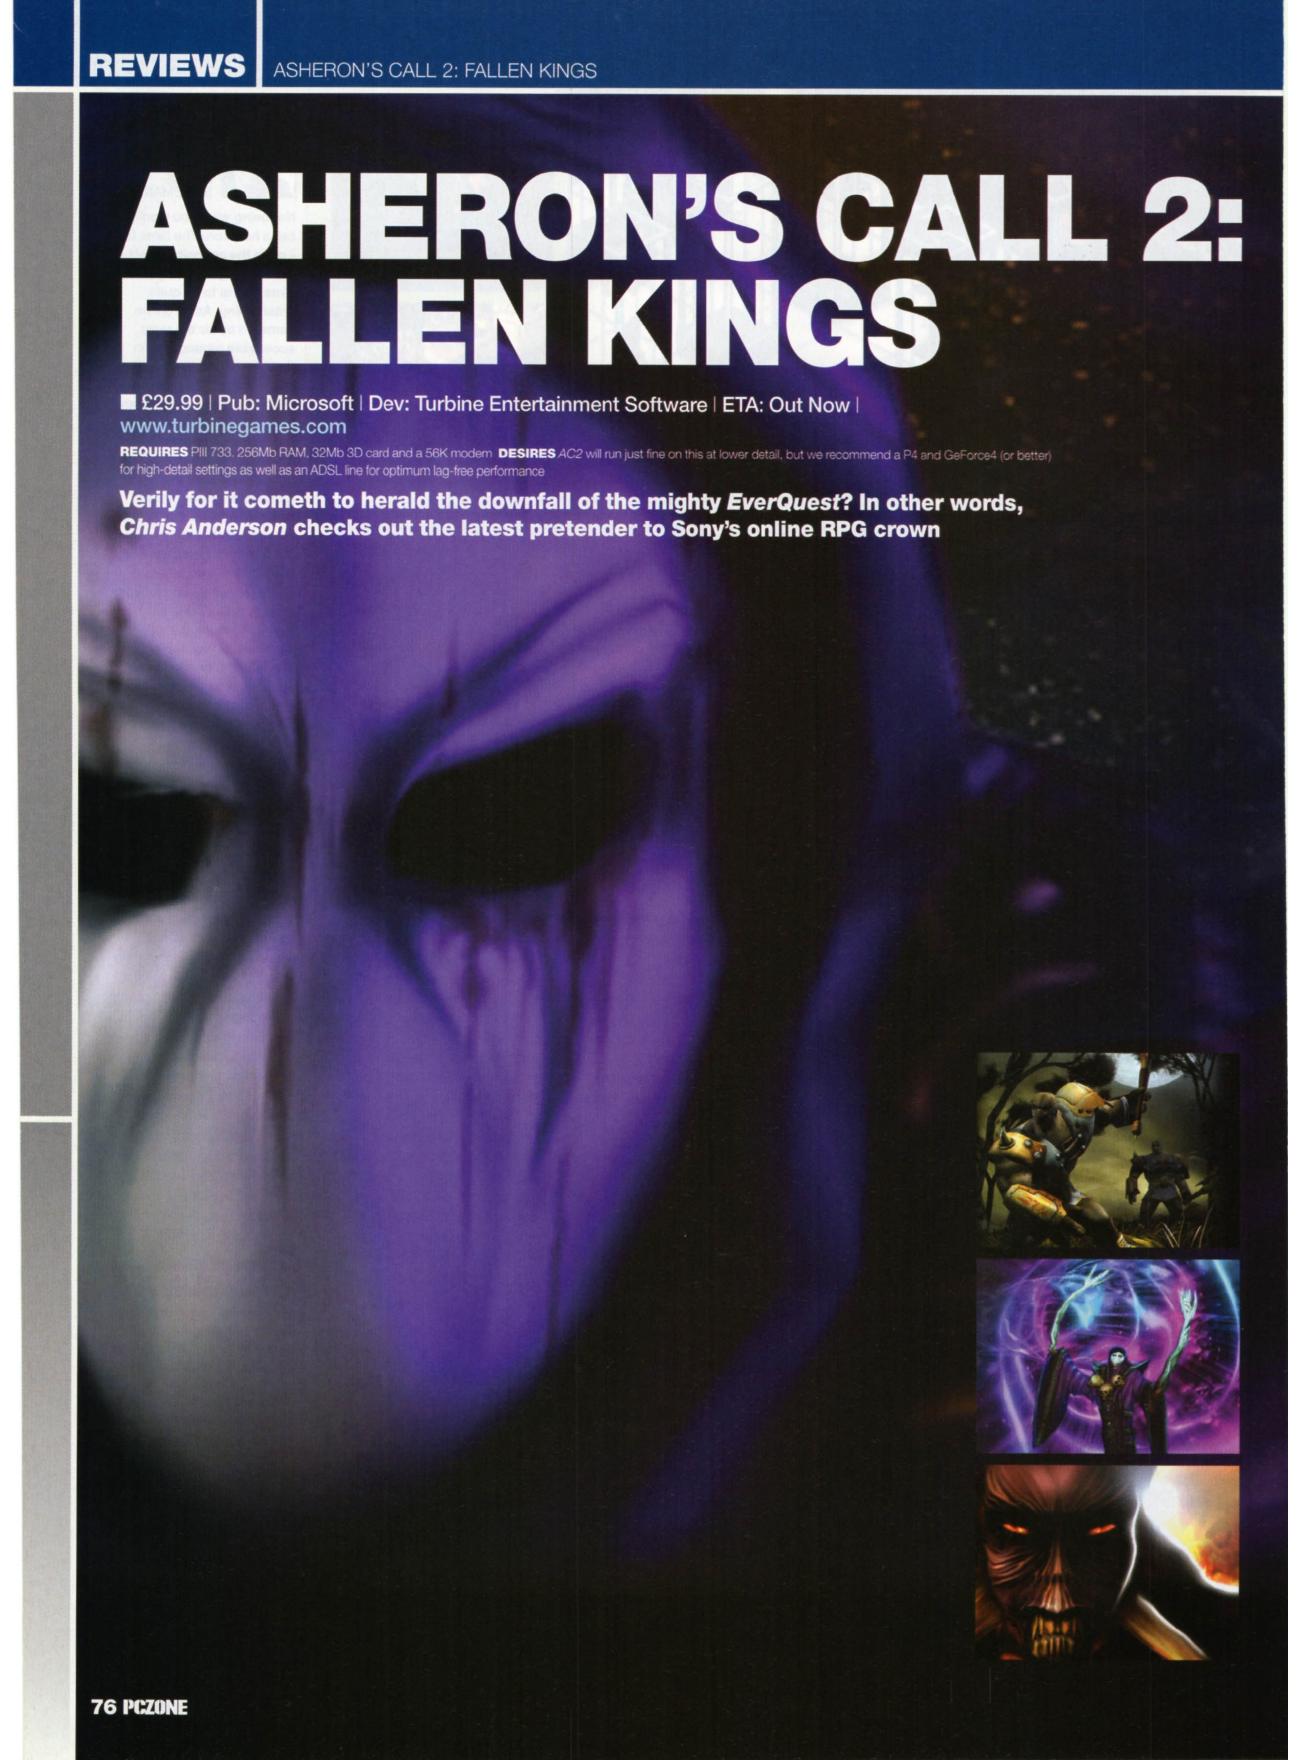 REVIEWS
ASHERON'S CALL 2: FALLEN KINGS
ASHERON'S CALL 2:
FALLEN KINGS
£29.99 | Pub: Microsoft | Dev: Turbine Entertainment Software | ETA: Out Now |
www.turbinegames.com
REQUIRES PIII 733, 256Mb RAM, 32Mb 3D card and a 56K modem DESIRES AC2 will run just fine on this at lower detail, but we recommend a P4 and GeForce4 (or better)
for high-detail settings as well as an ADSL line for optimum lag-free performance
Verily for it cometh to herald the downfall of the mighty EverQuest? In other words,
Chris Anderson checks out the latest pretender to Sony's online RPG crown
76 PCZONE